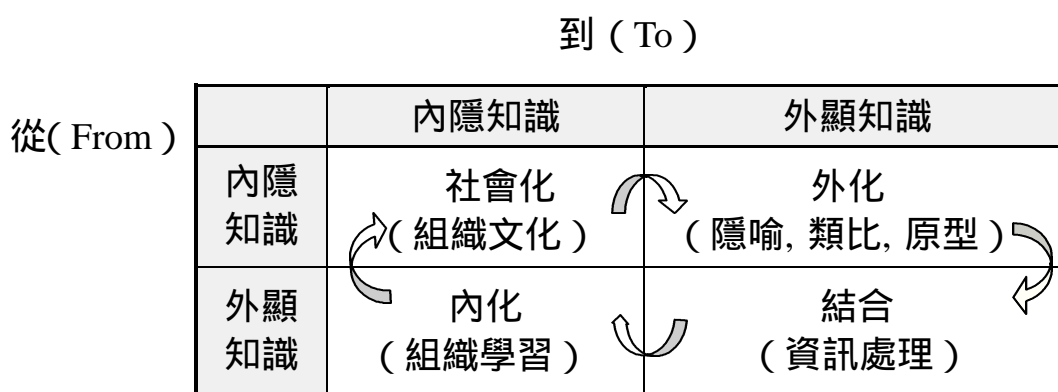 到（To）
從（From）
內隱知識 外顯知識
內隱 社會化 外化
知識 （組織文化） （隱喻, 類比, 原型）
外顯 內化 結合
知識 （組織學習） （資訊處理）